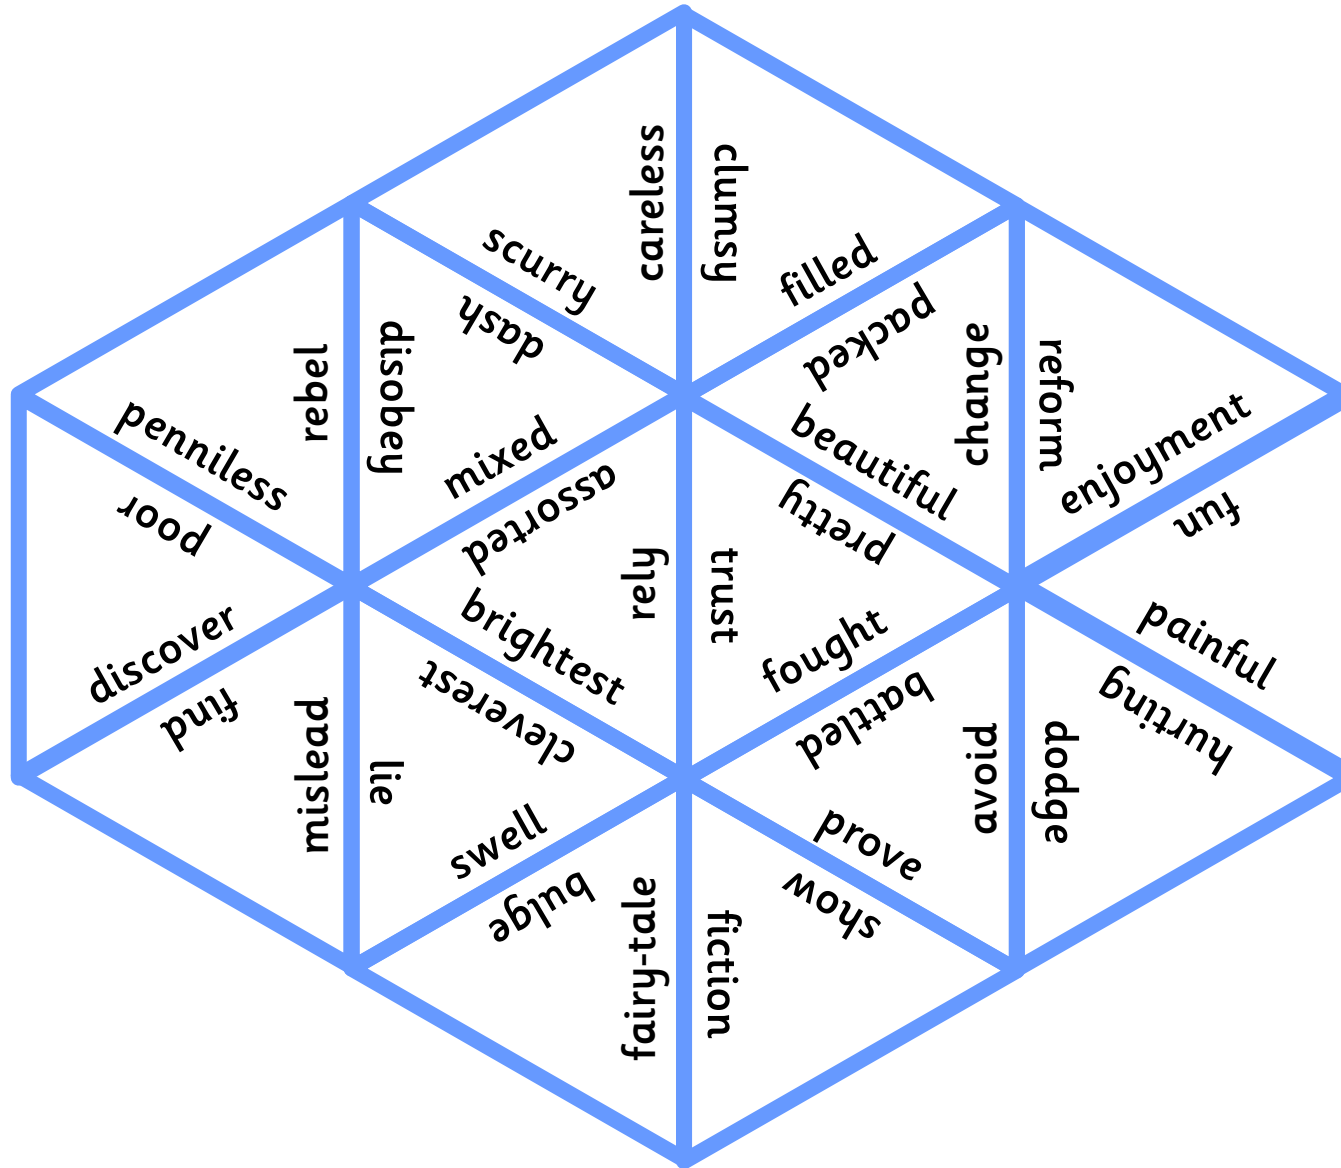 careless
clumsy
scurry
filled
dash
packed
rebel
disobey
change
reform
penniless
mixed
beautiful
enjoyment
poor
assorted
pretty
fun
rely
trust
discover
brightest
fought
painful
find
cleverest
battled
hurting
mislead
lie
avoid
dodge
swell
prove
bulge
show
fairy-tale
fiction